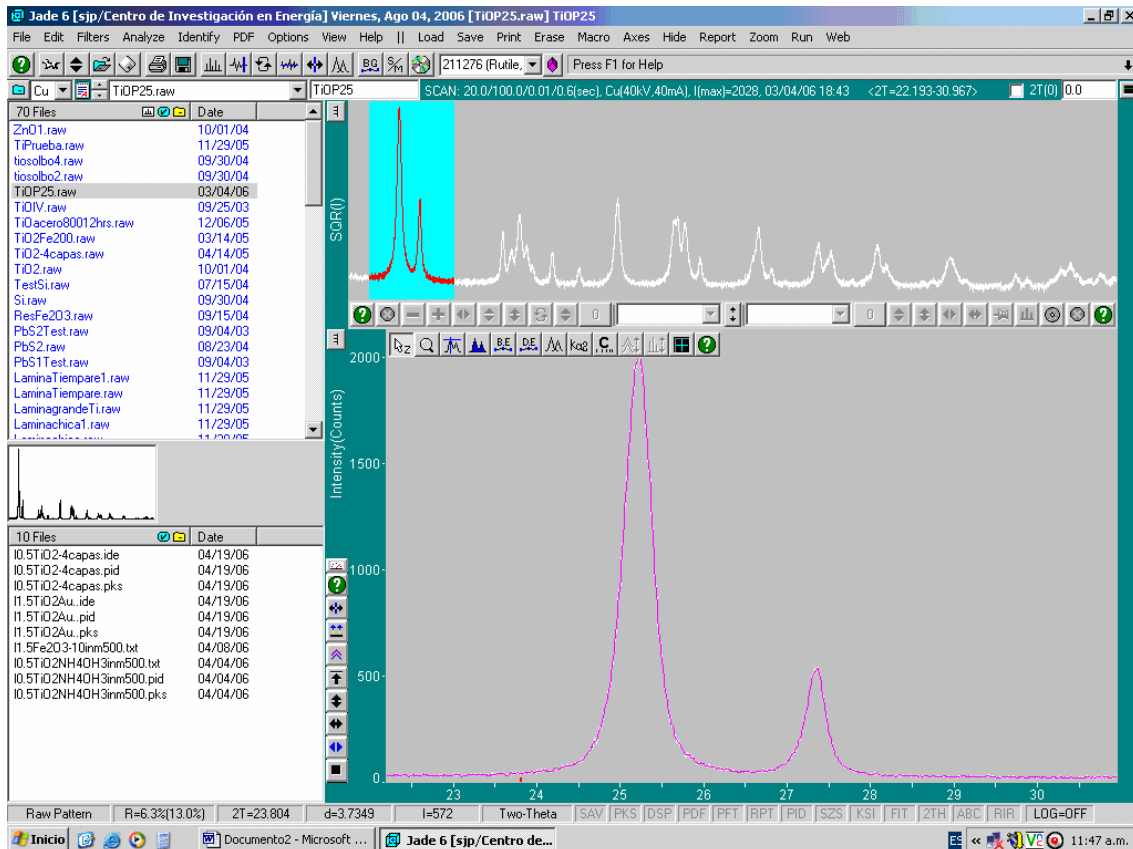 Jade 6 [sjp/Centro de Investigación en Energía] Viernes, Ago 04, 2006 [TiOP25.raw] TiOP25
File Edit Filters Analyze Identify PDF Options View Help || Load Save Print Erase Macro Axes Hide Report Zoom Run Web
BG S/M 211276 (Rutile, Press F1 for Help
Cu TiOP25.raw TiOP25 SCAN: 20.0/100.0/0.01/0.6(sec), Cu(40kV,40mA), I(max)=2028, 03/04/06 18:43 <2T=22.193-30.967> 2T(0) 0.0
70 Files Date
ZnO1.raw 10/01/04
TiPrueba.raw 11/29/05
tiosolbo4.raw 09/30/04
tiosolbo2.raw 09/30/04
TiOP25.raw 03/04/06
TiOIV.raw 09/25/03
TiOacero80012hrs.raw 12/06/05
TiO2Fe200.raw 03/14/05
TiO2-4capas.raw 04/14/05
TiO2.raw 10/01/04
TestSi.raw 07/15/04
Si.raw 09/30/04
ResFe2O3.raw 09/15/04
PbS2Test.raw 09/04/03
PbS2.raw 08/23/04
PbS1Test.raw 09/04/03
LaminaTiempare1.raw 11/29/05
LaminaTiempare.raw 11/29/05
LaminagrandeTi.raw 11/29/05
Laminachica1.raw 11/29/05
SQR(I)
0 0
B.E D.E kα2 C
Intensity(Counts)
2000
1500
1000
500
0
23 24 25 26 27 28 29 30
10 Files Date
I0.5TiO2-4capas.ide 04/19/06
I0.5TiO2-4capas.pid 04/19/06
I0.5TiO2-4capas.pks 04/19/06
I1.5TiO2Au..ide 04/19/06
I1.5TiO2Au..pid 04/19/06
I1.5TiO2Au..pks 04/19/06
I1.5Fe2O3-10inm500.txt 04/08/06
I0.5TiO2NH4OH3inm500.txt 04/04/06
I0.5TiO2NH4OH3inm500.pid 04/04/06
I0.5TiO2NH4OH3inm500.pks 04/04/06
Raw Pattern R=6.3%(13.0%) 2T=23.804 d=3.7349 I=572 Two-Theta SAV PKS DSP PDF PFT RPT PID SZS KSI FIT 2TH ABC RIR LOG=OFF
Inicio Documento2 - Microsoft ... Jade 6 [sjp/Centro de... ES « 11:47 a.m.